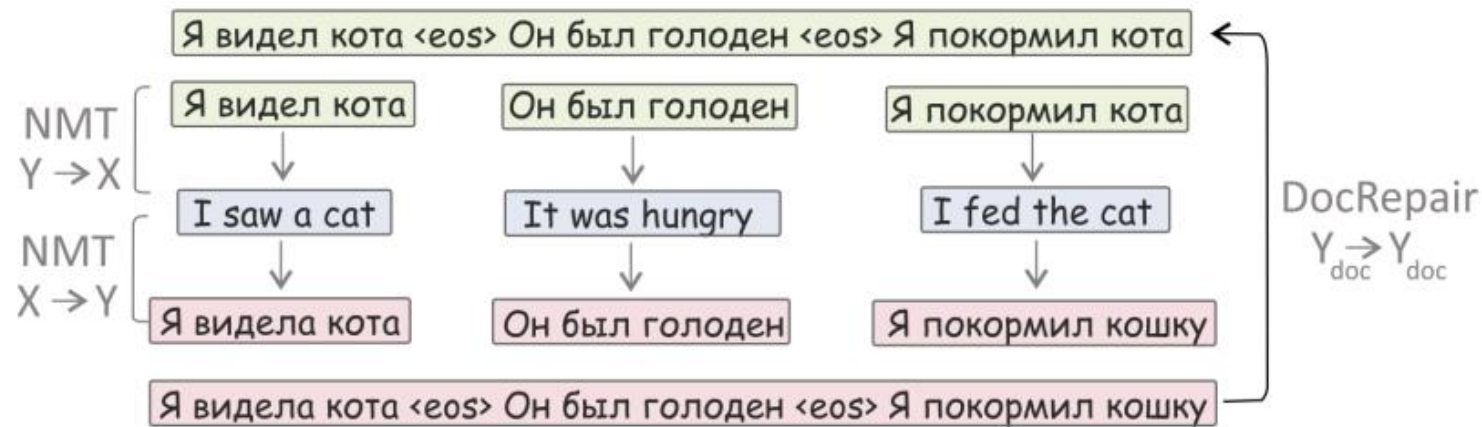 Я видел кота <eos> Он был голоден <eos> Я покормил кота
NMT
Y → X
Я видел кота
Он был голоден
Я покормил кота
I saw a cat
It was hungry
I fed the cat
NMT
X → Y
Я видела кота
Он был голоден
Я покормил кошку
Я видела кота <eos> Он был голоден <eos> Я покормил кошку
DocRepair
Y doc → Y doc